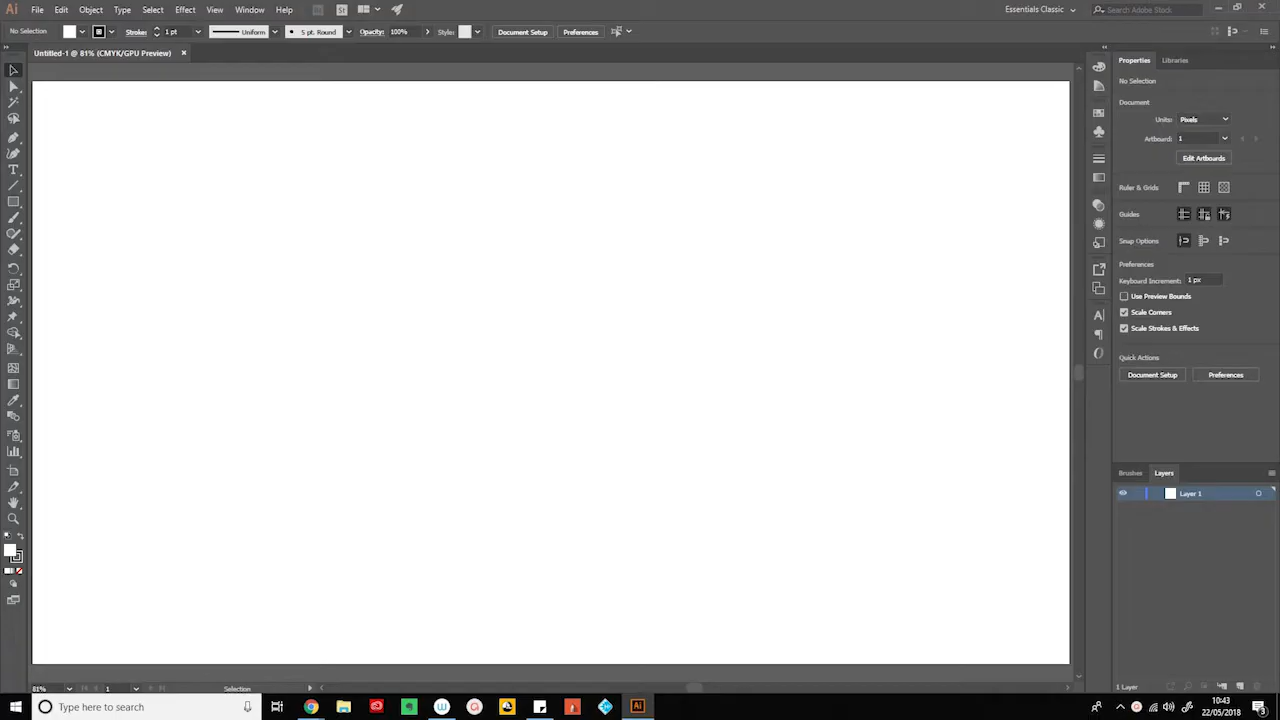 Ai File Edit Object Type Select Effect View Window Help Br St Essentials Classic Search Adobe Stock
No Selection Stroke: 1 pt Uniform 5 pt. Round Opacity: 100% Style: Document Setup Preferences
Untitled-1 @ 81% (CMYK/GPU Preview)
Properties Libraries
No Selection
Document
Units: Pixels
Artboard: 1
Edit Artboards
Ruler & Grids
Guides
Snap Options
Preferences
Keyboard Increment: 1 px
Use Preview Bounds
Scale Corners
Scale Strokes & Effects
Quick Actions
Document Setup Preferences
Brushes Layers
Layer 1
81% 1 Selection 1 Layer
Type here to search Ai 10:43
22/05/2018